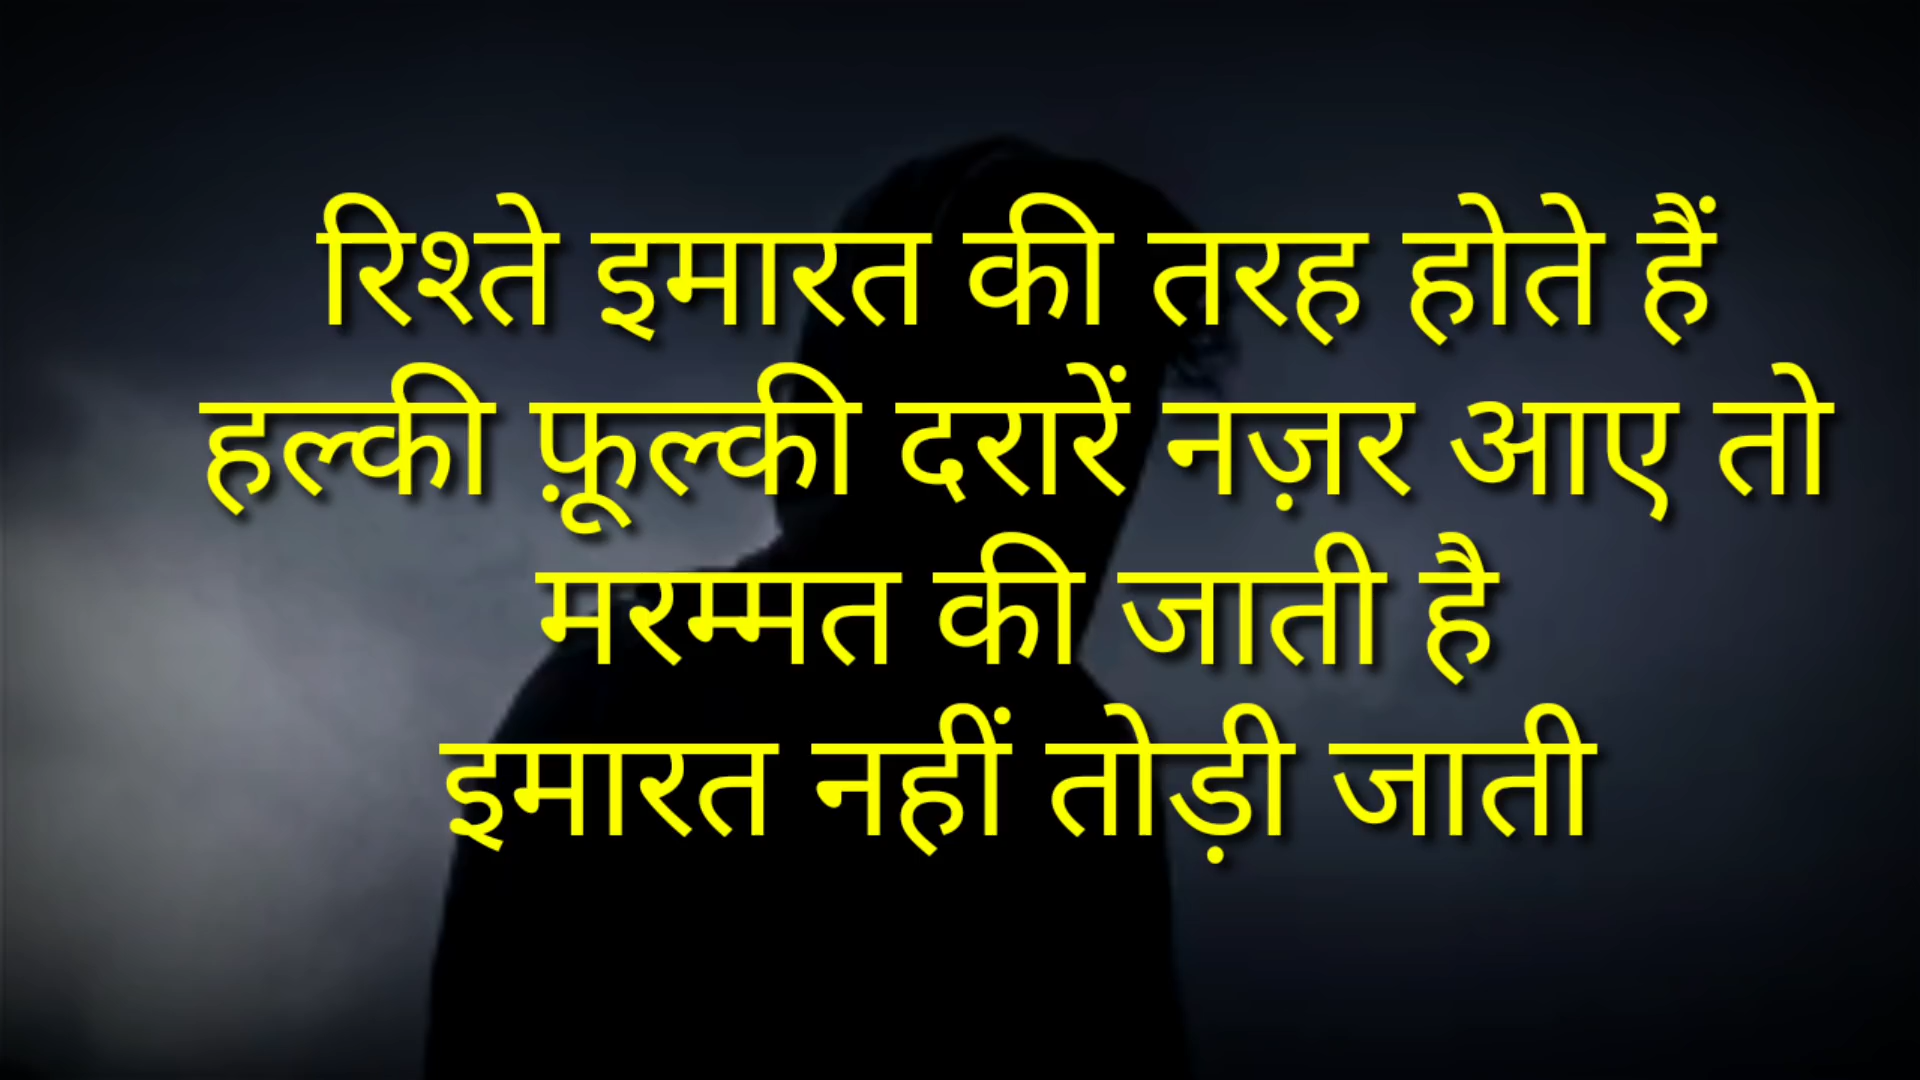 रिश्ते इमारत की तरह होते हैं
हल्की फ़ूल्की दरारें नज़र आए तो
मरम्मत की जाती है
इमारत नहीं तोड़ी जाती